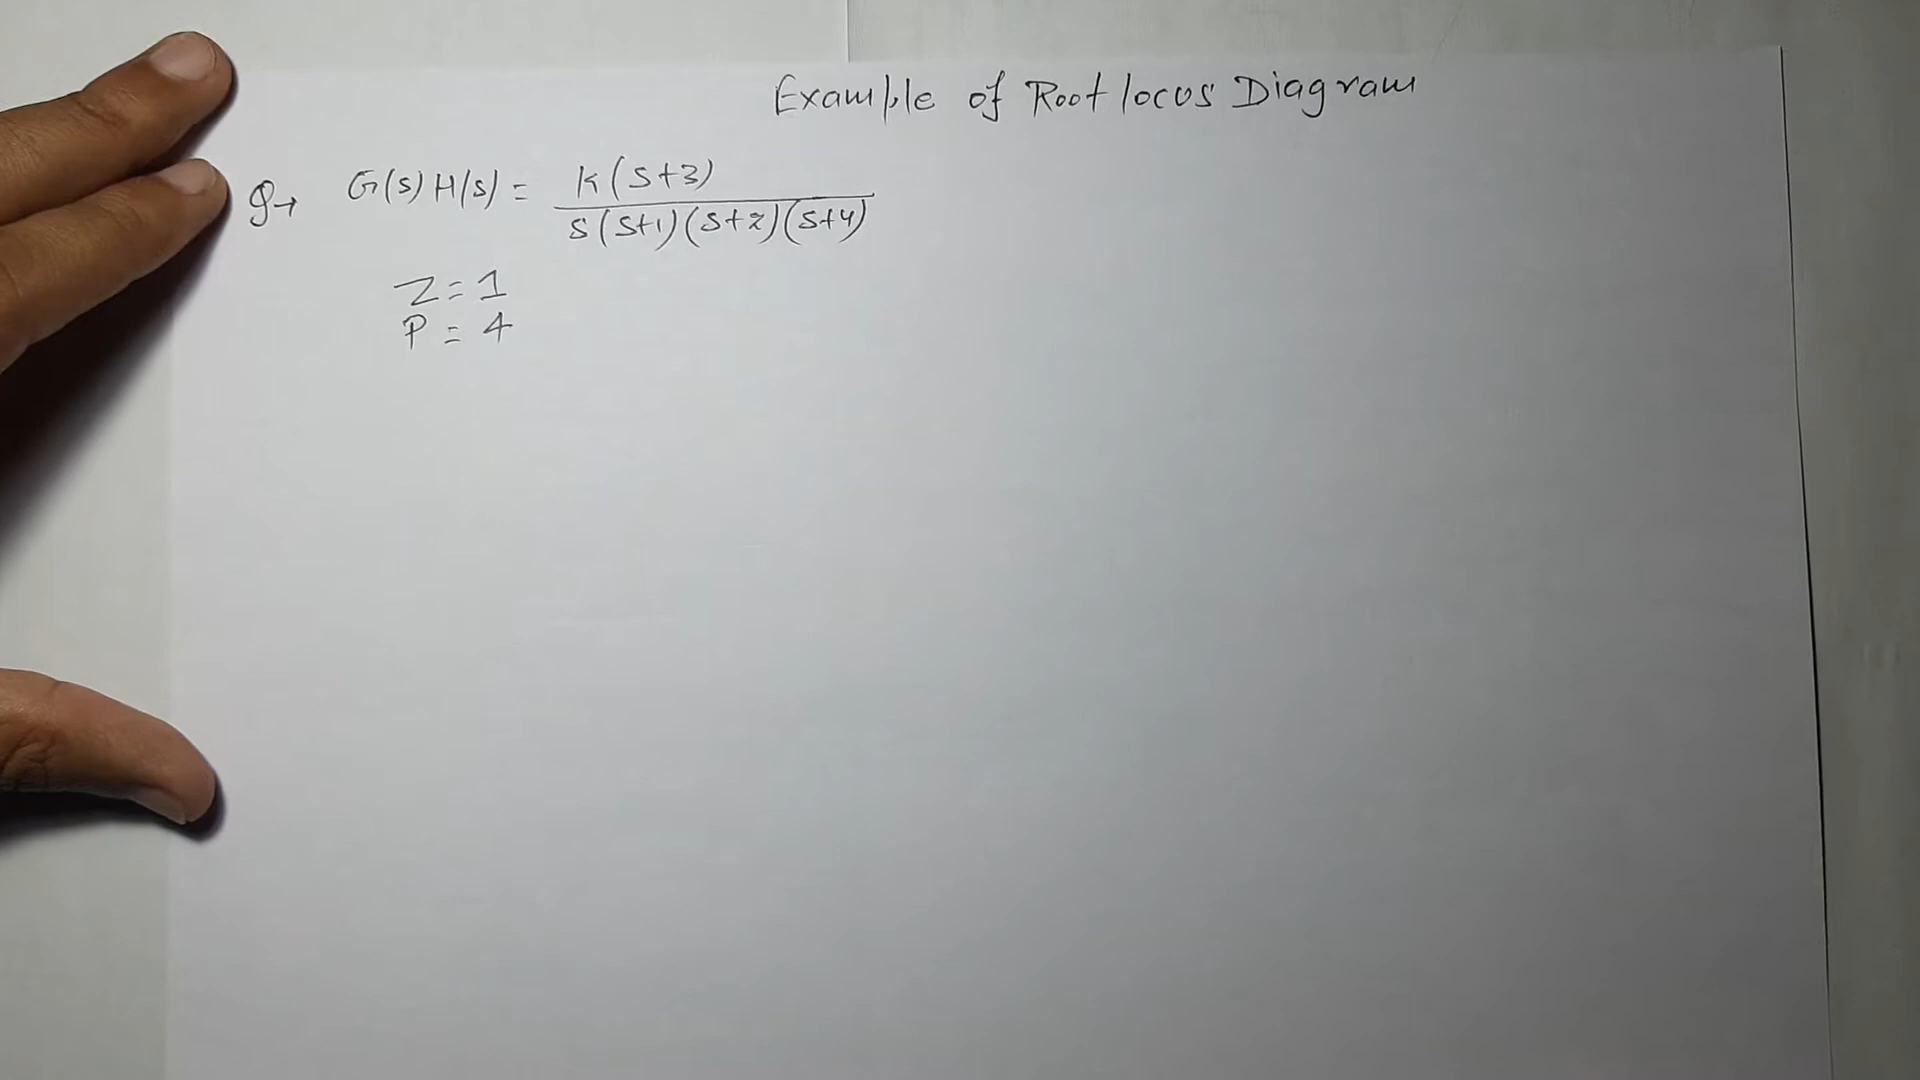 Example of Root locus Diagram
Q→ G(s) H(s) = K(s+3) / s(s+1)(s+2)(s+4)
Z = 1
P = 4